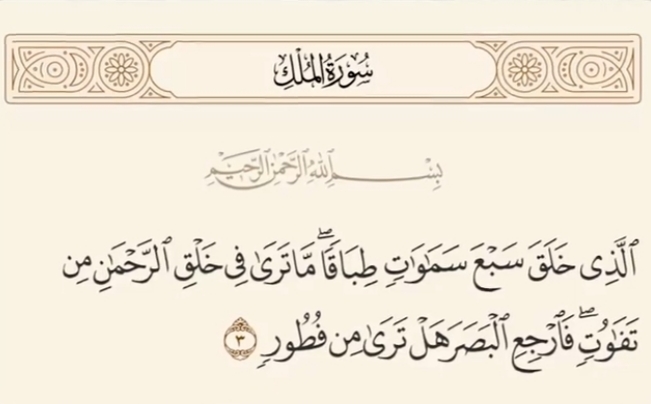 سُورَةُ المُلْكِ
بِسْمِ اللَّهِ الرَّحْمَٰنِ الرَّحِيمِ
ٱلَّذِى خَلَقَ سَبْعَ سَمَٰوَٰتٍ طِبَاقًا ۖ مَّا تَرَىٰ فِى خَلْقِ ٱلرَّحْمَٰنِ مِن
تَفَٰوُتٍ ۖ فَٱرْجِعِ ٱلْبَصَرَ هَلْ تَرَىٰ مِن فُطُورٍ ٣